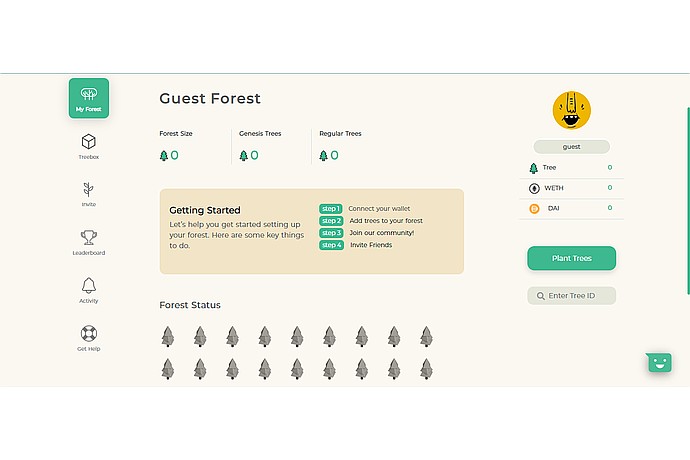 My Forest
Treebox
Invite
Leaderboard
Activity
Get Help
Guest Forest
Forest Size
0
Genesis Trees
0
Regular Trees
0
Getting Started
Let's help you get started setting up
your forest. Here are some key things
to do.
step 1 Connect your wallet
step 2 Add trees to your forest
step 3 Join our community!
step 4 Invite Friends
Forest Status
guest
Tree 0
WETH 0
DAI 0
Plant Trees
Enter Tree ID